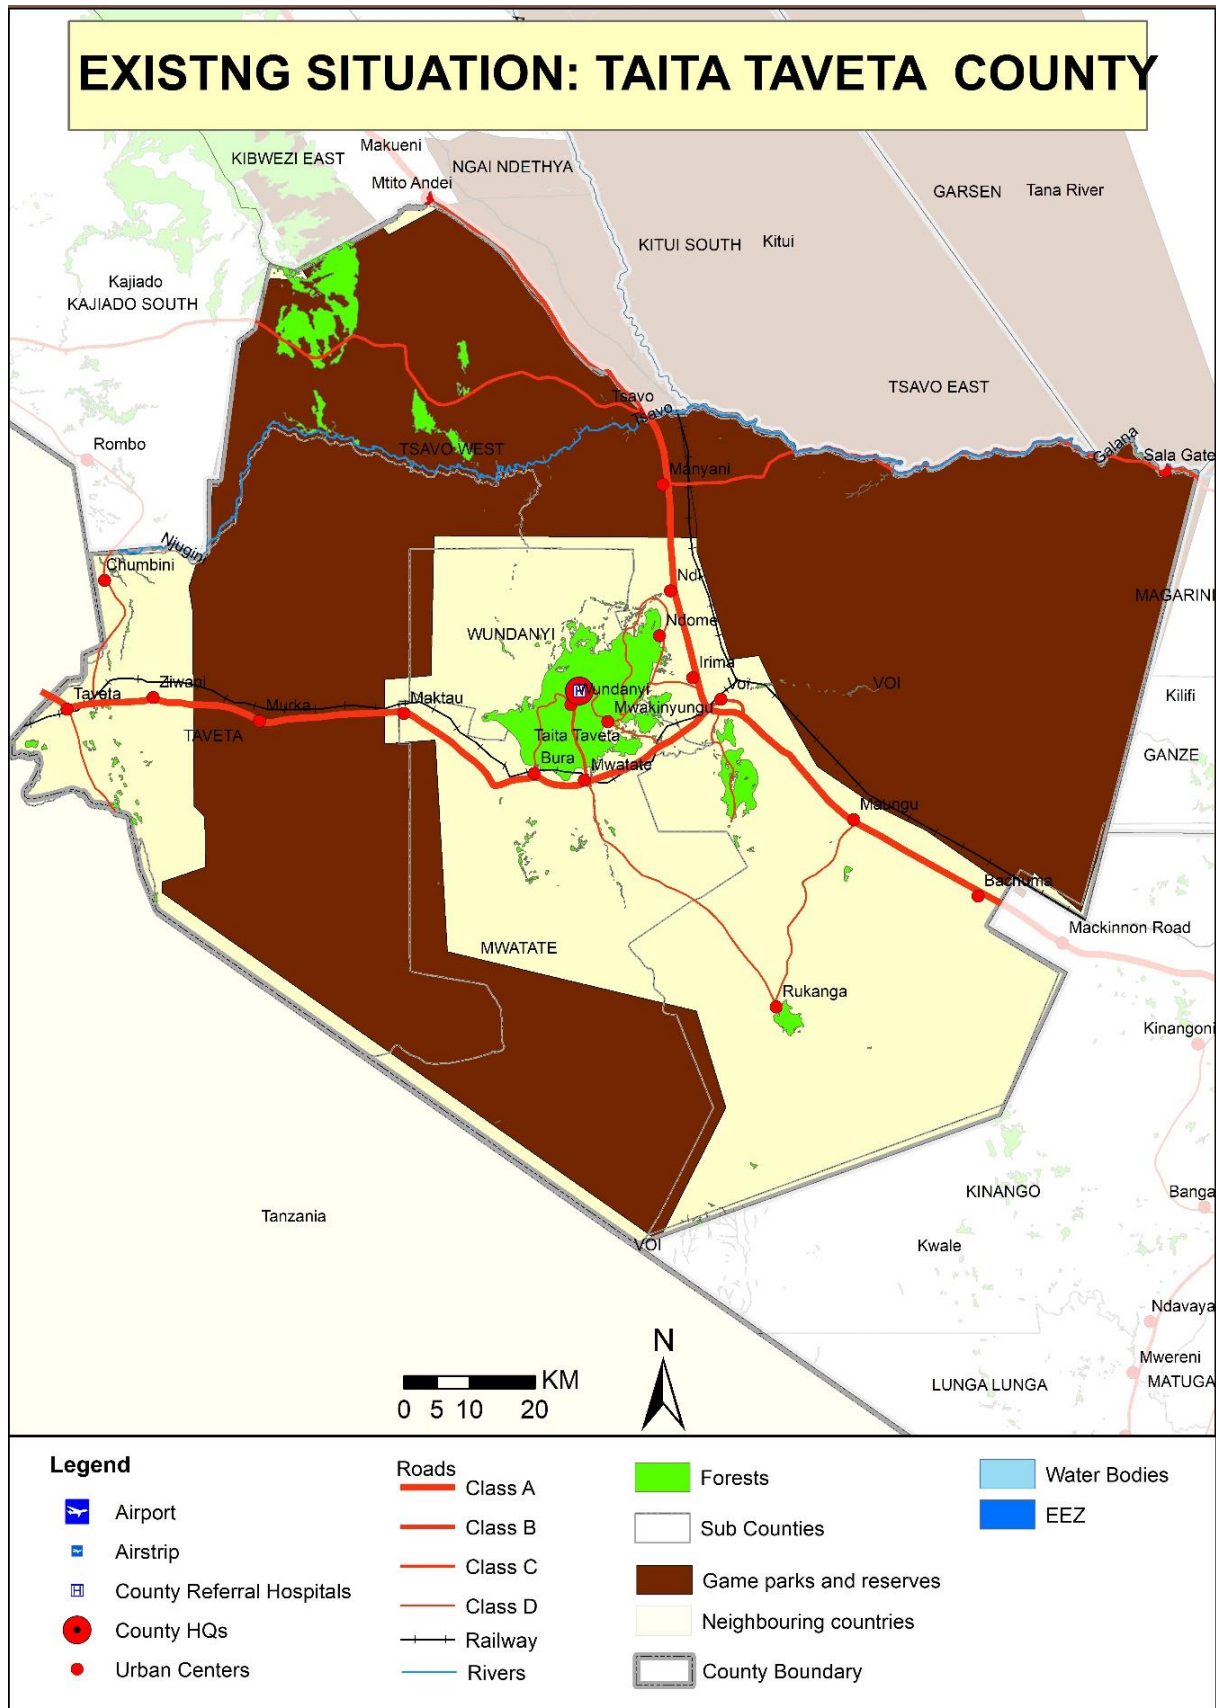 EXISTNG SITUATION: TAITA TAVETA COUNTY
Makueni
KIBWEZI EAST
NGAI NDETHYA
Mtito Andei
GARSEN
Tana River
KITUI SOUTH
Kitui
Kajiado
KAJIADO SOUTH
TSAVO EAST
Tsavo
Tsavo
Rombo
TSAVO WEST
Galana
Sala Gate
Manyani
Njugini
Chumbini
Ndi
MAGARINI
Ndome
WUNDANYI
Irima
Voi
VOI
Ziwani
Taveta
Murka
Maktau
Wundanyi
Mwakinyungu
Kilifi
TAVETA
Taita Taveta
Bura
Mwatate
GANZE
Maungu
Bachuma
Mackinnon Road
MWATATE
Rukanga
Kinangoni
KINANGO
Banga
Tanzania
VOI
Kwale
Ndavaya
N
Mwereni
MATUGA
LUNGA LUNGA
KM
0 5 10 20
Legend
Airport
Airstrip
County Referral Hospitals
County HQs
Urban Centers
Roads
Class A
Class B
Class C
Class D
Railway
Rivers
Forests
Sub Counties
Game parks and reserves
Neighbouring countries
County Boundary
Water Bodies
EEZ
H
H